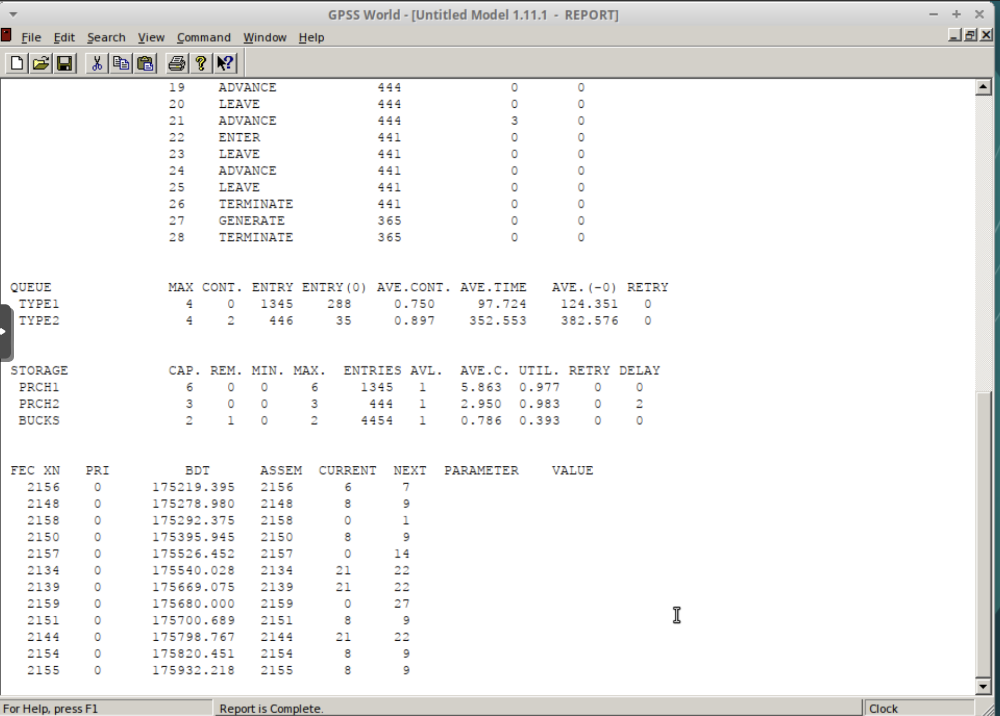 GPSS World - [Untitled Model 1.11.1 - REPORT]
File Edit Search View Command Window Help
19 ADVANCE 444 0 0
20 LEAVE 444 0 0
21 ADVANCE 444 3 0
22 ENTER 441 0 0
23 LEAVE 441 0 0
24 ADVANCE 441 0 0
25 LEAVE 441 0 0
26 TERMINATE 441 0 0
27 GENERATE 365 0 0
28 TERMINATE 365 0 0
QUEUE MAX CONT. ENTRY ENTRY(0) AVE.CONT. AVE.TIME AVE.(-0) RETRY
TYPE1 4 0 1345 288 0.750 97.724 124.351 0
TYPE2 4 2 446 35 0.897 352.553 382.576 0
STORAGE CAP. REM. MIN. MAX. ENTRIES AVL. AVE.C. UTIL. RETRY DELAY
PRCH1 6 0 0 6 1345 1 5.863 0.977 0 0
PRCH2 3 0 0 3 444 1 2.950 0.983 0 2
BUCKS 2 1 0 2 4454 1 0.786 0.393 0 0
FEC XN PRI BDT ASSEM CURRENT NEXT PARAMETER VALUE
2156 0 175219.395 2156 6 7
2148 0 175278.980 2148 8 9
2158 0 175292.375 2158 0 1
2150 0 175395.945 2150 8 9
2157 0 175526.452 2157 0 14
2134 0 175540.028 2134 21 22
2139 0 175669.075 2139 21 22
2159 0 175680.000 2159 0 27
2151 0 175700.689 2151 8 9
2144 0 175798.767 2144 21 22
2154 0 175820.451 2154 8 9
2155 0 175932.218 2155 8 9
For Help, press F1 Report is Complete. Clock